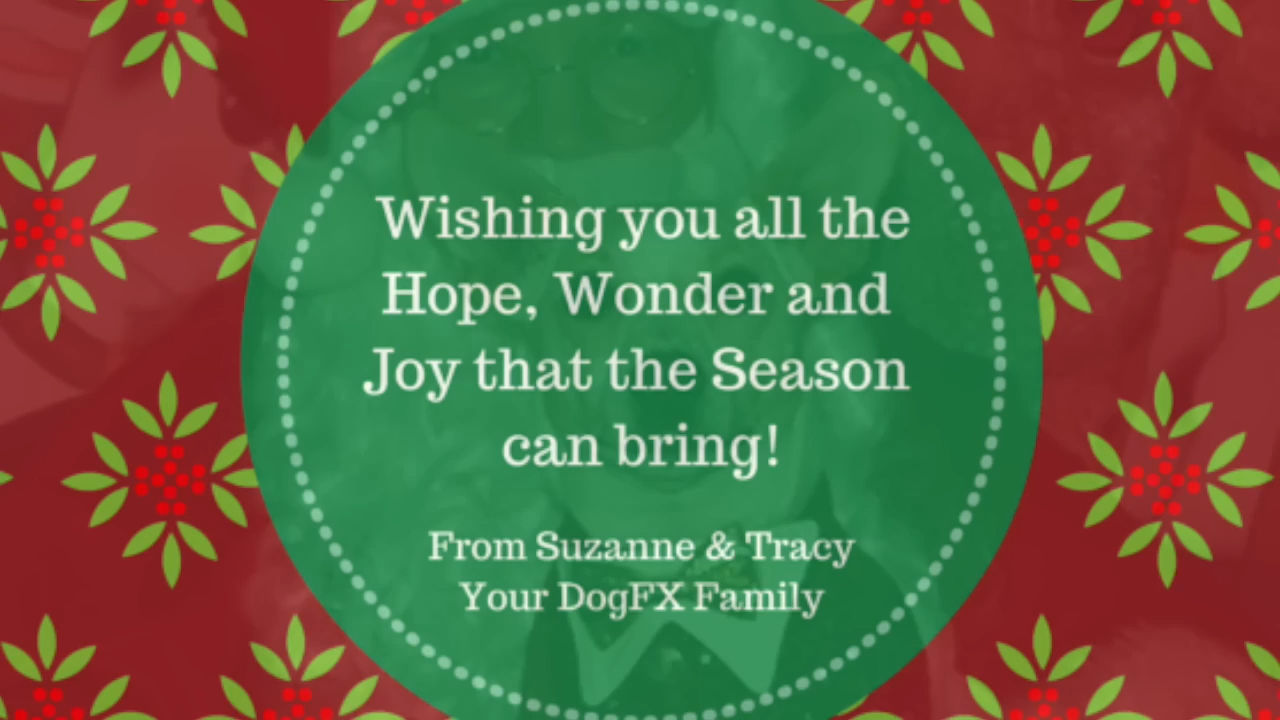 Wishing you all the
Hope, Wonder and
Joy that the Season
can bring!
From Suzanne & Tracy
Your DogFX Family